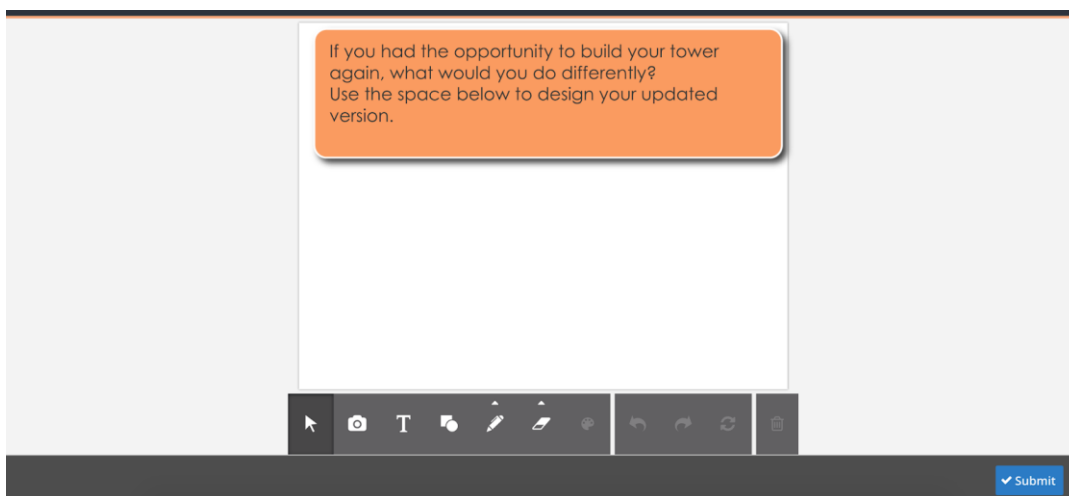 If you had the opportunity to build your tower
again, what would you do differently?
Use the space below to design your updated
version.
T
Submit